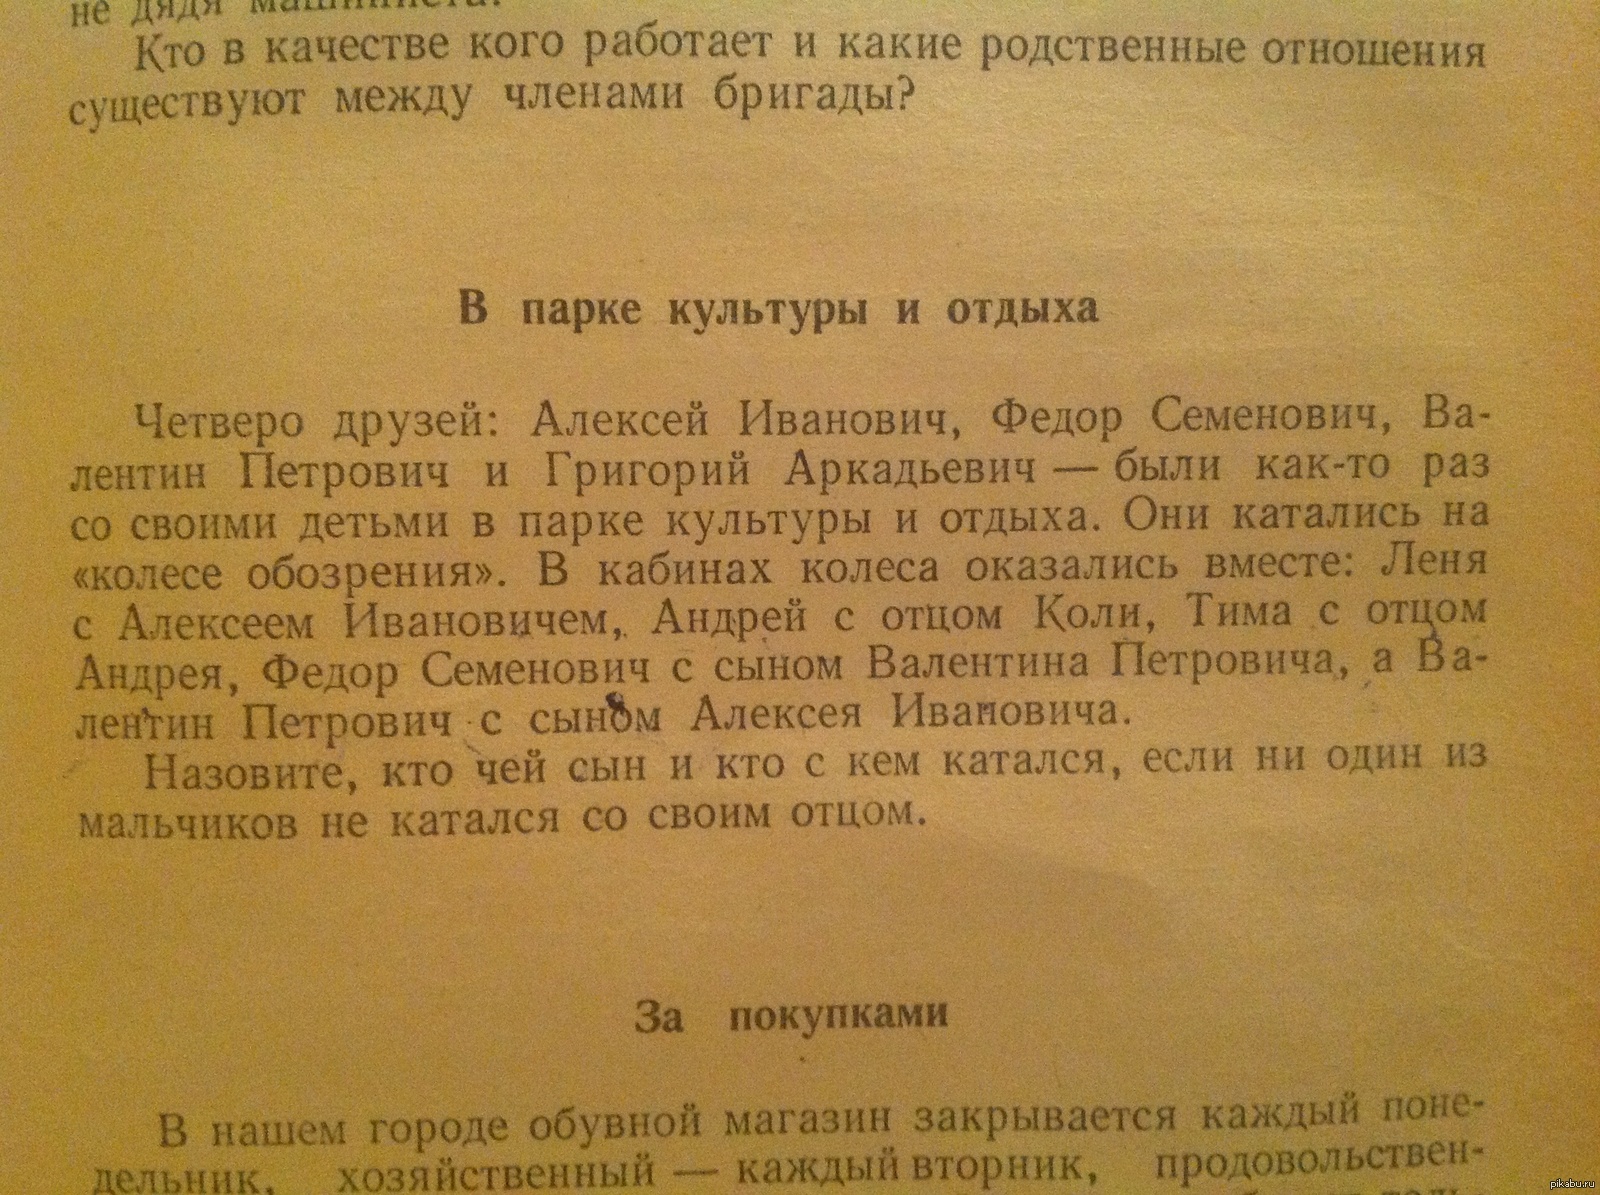 не дядя машиниста.
Кто в качестве кого работает и какие родственные отношения
существуют между членами бригады?
В парке культуры и отдыха
Четверо друзей: Алексей Иванович, Федор Семенович, Ва-
лентин Петрович и Григорий Аркадьевич — были как-то раз
со своими детьми в парке культуры и отдыха. Они катались на
«колесе обозрения». В кабинах колеса оказались вместе: Леня
с Алексеем Ивановичем, Андрей с отцом Коли, Тима с отцом
Андрея, Федор Семенович с сыном Валентина Петровича, а Ва-
лентин Петрович с сыном Алексея Ивановича.
Назовите, кто чей сын и кто с кем катался, если ни один из
мальчиков не катался со своим отцом.
За покупками
В нашем городе обувной магазин закрывается каждый поне-
дельник, хозяйственный — каждый вторник, продовольствен-
pikabu.ru